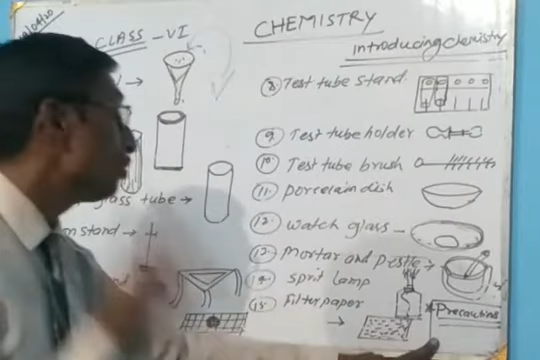 CLASS - VI
CHEMISTRY
Introducing chemistry
8 Test tube stand
9 Test tube holder
10. Test tube brush
11. porcelain dish
12. watch glass
13. Mortar and pestle
14. sprit lamp
15. Filter paper
glass tube
stand
Precautions